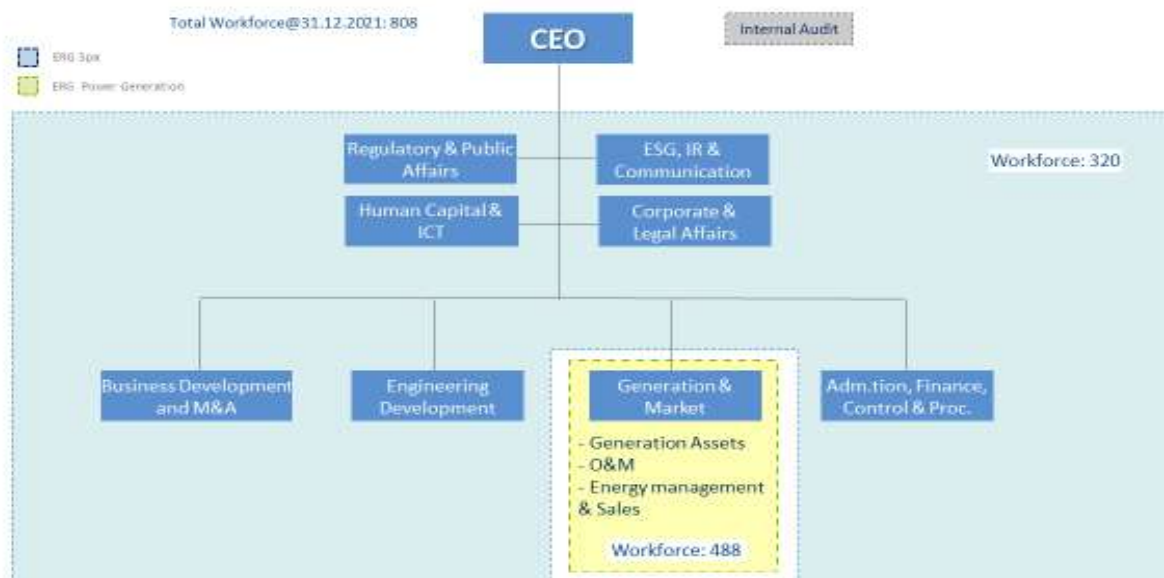 Total Workforce@31.12.2021: 808
CEO
Internal Audit
ERG Spa
ERG Power Generation
Regulatory & Public
Affairs
ESG, IR &
Communication
Workforce: 320
Human Capital &
ICT
Corporate &
Legal Affairs
Business Development
and M&A
Engineering
Development
Generation &
Market
Adm.tion, Finance,
Control & Proc.
- Generation Assets
- O&M
- Energy management
& Sales
Workforce: 488